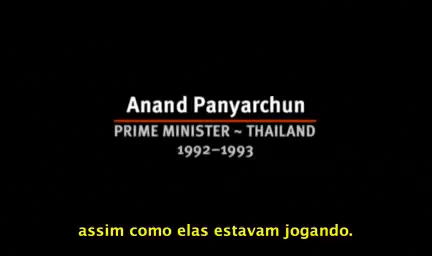 Anand Panyarchun
PRIME MINISTER ~ THAILAND
1992–1993
assim como elas estavam jogando.